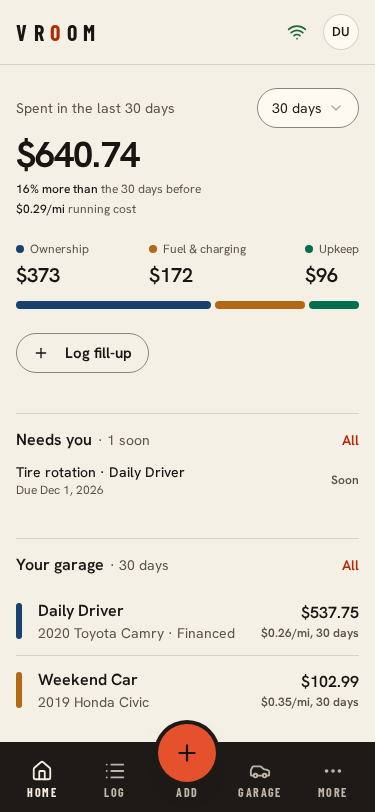 VROOM
DU
Spent in the last 30 days
30 days
$640.74
16% more than the 30 days before
$0.29/mi running cost
Ownership
Fuel & charging
Upkeep
$373
$172
$96
+ Log fill-up
Needs you · 1 soon
All
Tire rotation · Daily Driver
Soon
Due Dec 1, 2026
Your garage · 30 days
All
Daily Driver
$537.75
2020 Toyota Camry · Financed
$0.26/mi, 30 days
Weekend Car
$102.99
2019 Honda Civic
$0.35/mi, 30 days
HOME
LOG
ADD
GARAGE
MORE